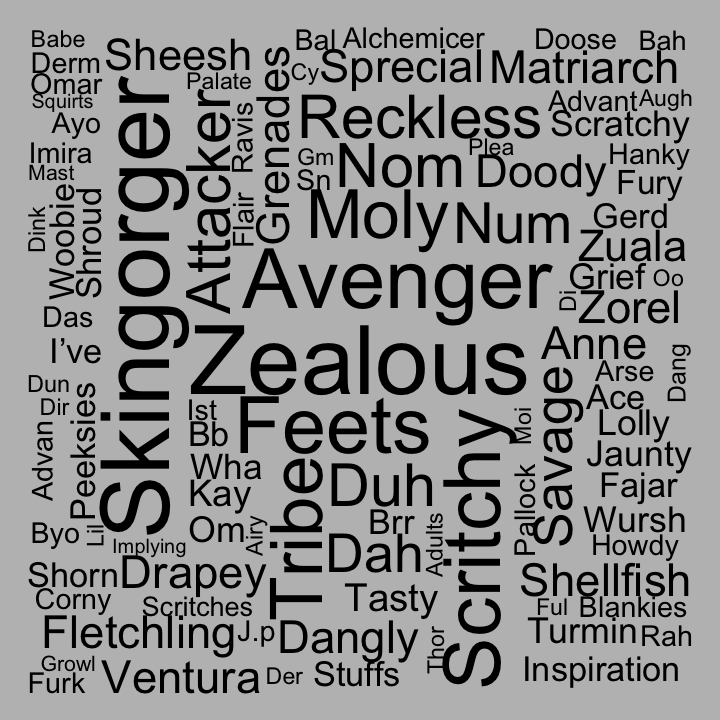 Babe
Sheesh
Bal
Alchemicer
Doose
Bah
Derm
Omar
Palate
Cy
Sprecial
Matriarch
Squirts
Skingorger
Attacker
Ravis
Grenades
Reckless
Advant
Augh
Ayo
Scratchy
Imira
Gm
Nom
Plea
Doody
Hanky
Mast
Sn
Fury
Dink
Woobie
Shroud
Flair
Moly
Num
Gerd
Zuala
Avenger
Grief
Oo
Das
Di
Zorel
I've
Zealous
Anne
Dang
Dun
Arse
Dir
Peeksies
Ist
Feets
Moi
Savage
Ace
Advan
Bb
Lolly
Wha
Tribe
Duh
Scritchy
Jaunty
Kay
Pallock
Fajar
Byo
Lil
Om
Airy
Brr
Adults
Wursh
Implying
Dah
Howdy
Shorn
Drapey
Tasty
Shellfish
Corny
Scritches
Ful
Blankies
Fletchling
J.p
Dangly
Thor
Turmin
Rah
Growl
Furk
Ventura
Der
Stuffs
Inspiration